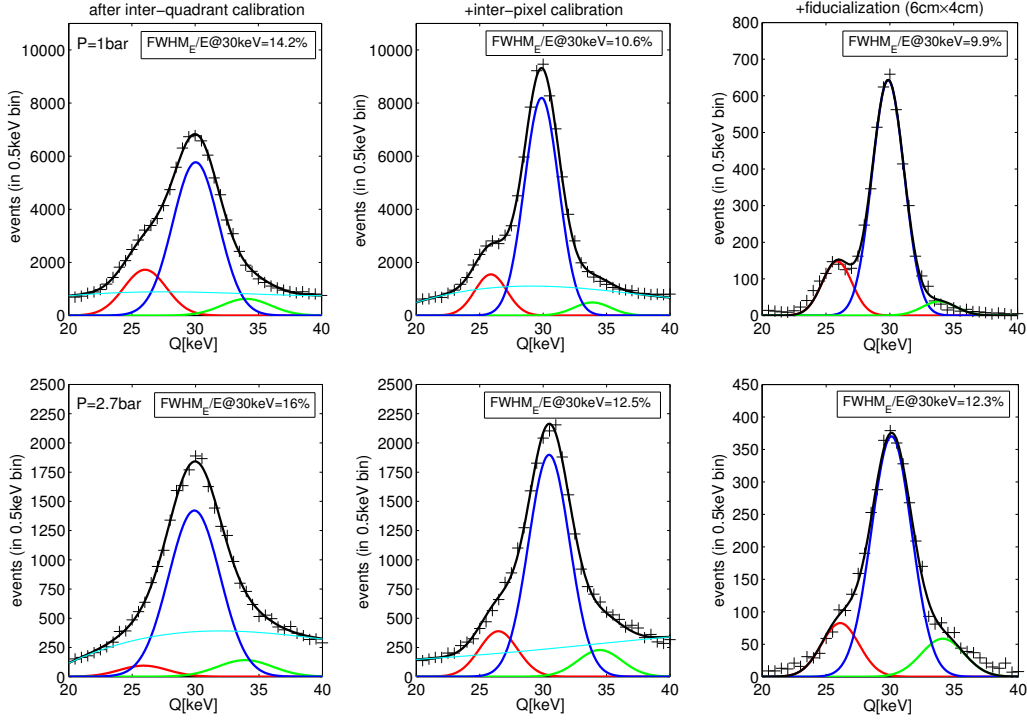 after inter-quadrant calibration
+inter-pixel calibration
+fiducialization (6cm×4cm)
P=1bar
FWHM_E/E@30keV=14.2%
events (in 0.5keV bin)
10000
8000
6000
4000
2000
0
20 25 30 35 40
Q[keV]
FWHM_E/E@30keV=10.6%
events (in 0.5keV bin)
10000
8000
6000
4000
2000
0
20 25 30 35 40
Q[keV]
FWHM_E/E@30keV=9.9%
events (in 0.5keV bin)
800
700
600
500
400
300
200
100
0
20 25 30 35 40
Q[keV]
P=2.7bar
FWHM_E/E@30keV=16%
events (in 0.5keV bin)
2500
2250
2000
1750
1500
1250
1000
750
500
250
0
20 25 30 35 40
Q[keV]
FWHM_E/E@30keV=12.5%
events (in 0.5keV bin)
2500
2250
2000
1750
1500
1250
1000
750
500
250
0
20 25 30 35 40
Q[keV]
FWHM_E/E@30keV=12.3%
events (in 0.5keV bin)
450
400
350
300
250
200
150
100
50
0
20 25 30 35 40
Q[keV]